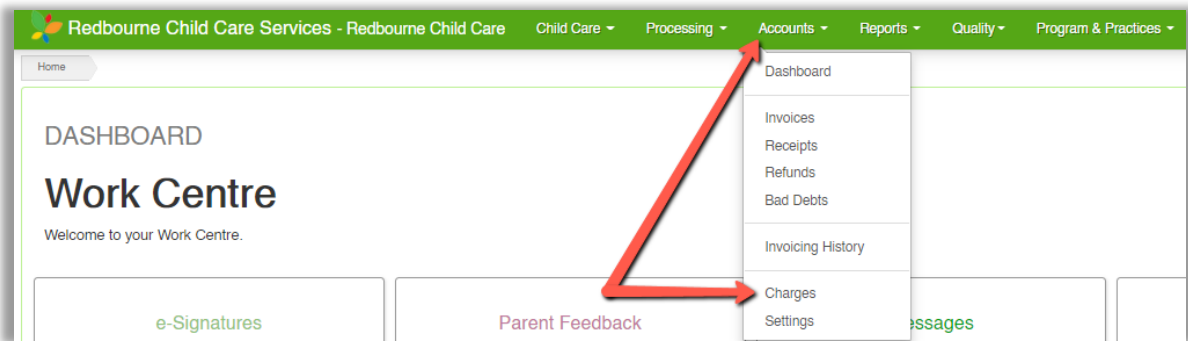 Redbourne Child Care Services - Redbourne Child Care Child Care Processing Accounts Reports Quality Program & Practices
Home
Dashboard
Invoices
Receipts
Refunds
Bad Debts
Invoicing History
Charges
Settings
DASHBOARD
Work Centre
Welcome to your Work Centre.
e-Signatures
Parent Feedback
essages